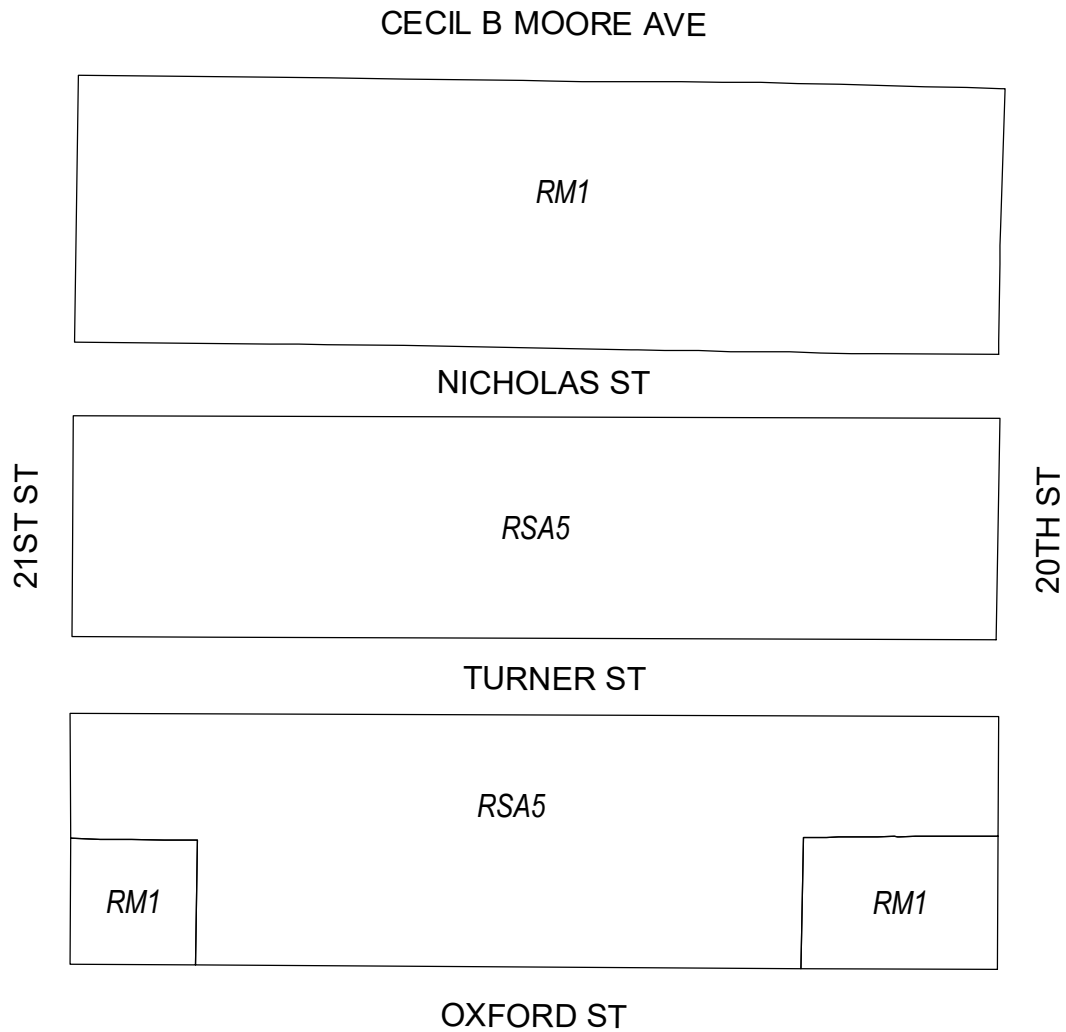 CECIL B MOORE AVE
RM1
NICHOLAS ST
21ST ST
RSA5
20TH ST
TURNER ST
RSA5
RM1
RM1
OXFORD ST